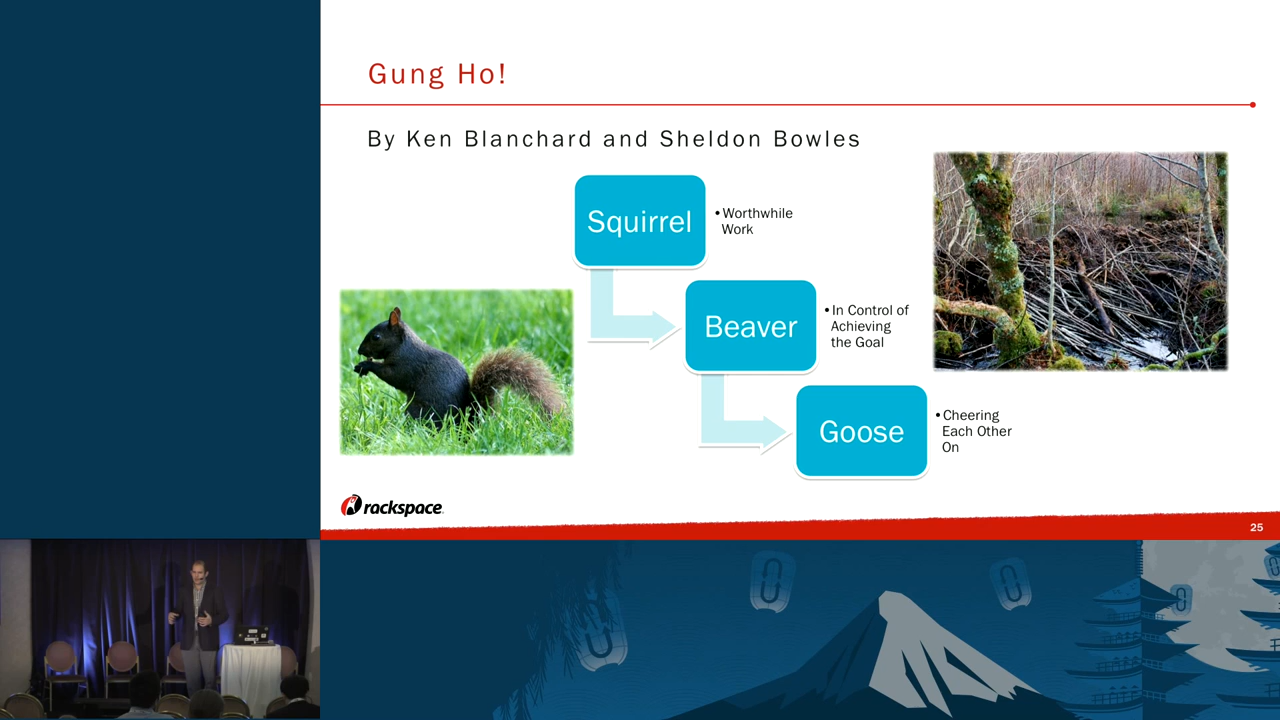 Gung Ho!
By Ken Blanchard and Sheldon Bowles
Squirrel
•Worthwhile
Work
Beaver
•In Control of
Achieving
the Goal
Goose
•Cheering
Each Other
On
rackspace.
25